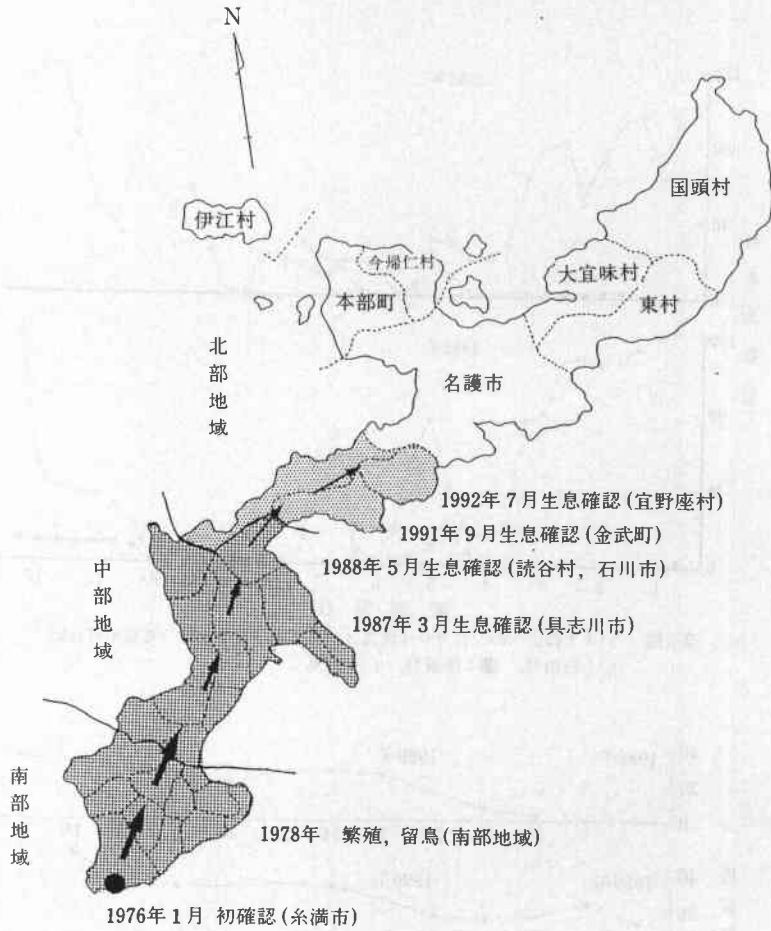 N
国頭村
伊江村
今帰仁村
大宜味村
本部町
東村
北部地域
名護市
1992年7月生息確認(宜野座村)
1991年9月生息確認(金武町)
1988年5月生息確認(読谷村, 石川市)
中部地域
1987年3月生息確認(具志川市)
南部地域
1978年 繁殖, 留鳥(南部地域)
1976年1月 初確認(糸満市)